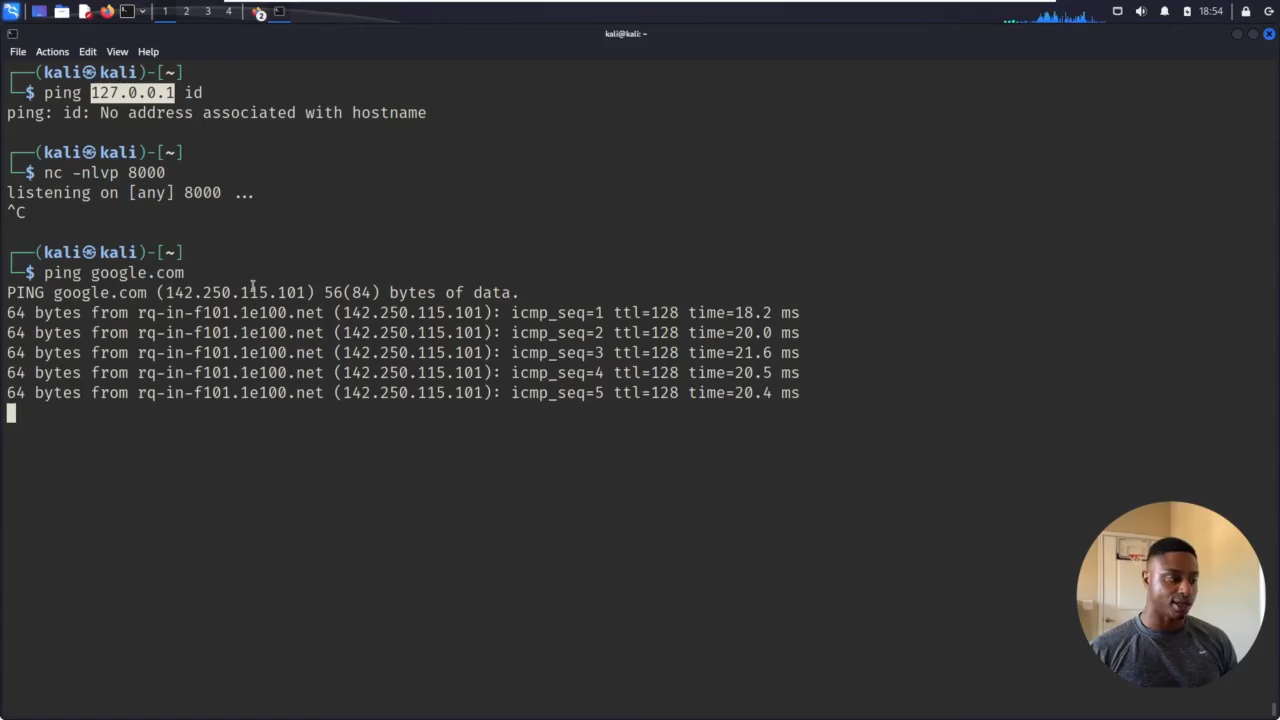 1 2 3 4 2 18:54
kali@kali: ~
File Actions Edit View Help
┌──(kali㉿kali)-[~]
└─$ ping 127.0.0.1 id
ping: id: No address associated with hostname
┌──(kali㉿kali)-[~]
└─$ nc -nlvp 8000
listening on [any] 8000 ...
^C
┌──(kali㉿kali)-[~]
└─$ ping google.com
PING google.com (142.250.115.101) 56(84) bytes of data.
64 bytes from rq-in-f101.1e100.net (142.250.115.101): icmp_seq=1 ttl=128 time=18.2 ms
64 bytes from rq-in-f101.1e100.net (142.250.115.101): icmp_seq=2 ttl=128 time=20.0 ms
64 bytes from rq-in-f101.1e100.net (142.250.115.101): icmp_seq=3 ttl=128 time=21.6 ms
64 bytes from rq-in-f101.1e100.net (142.250.115.101): icmp_seq=4 ttl=128 time=20.5 ms
64 bytes from rq-in-f101.1e100.net (142.250.115.101): icmp_seq=5 ttl=128 time=20.4 ms